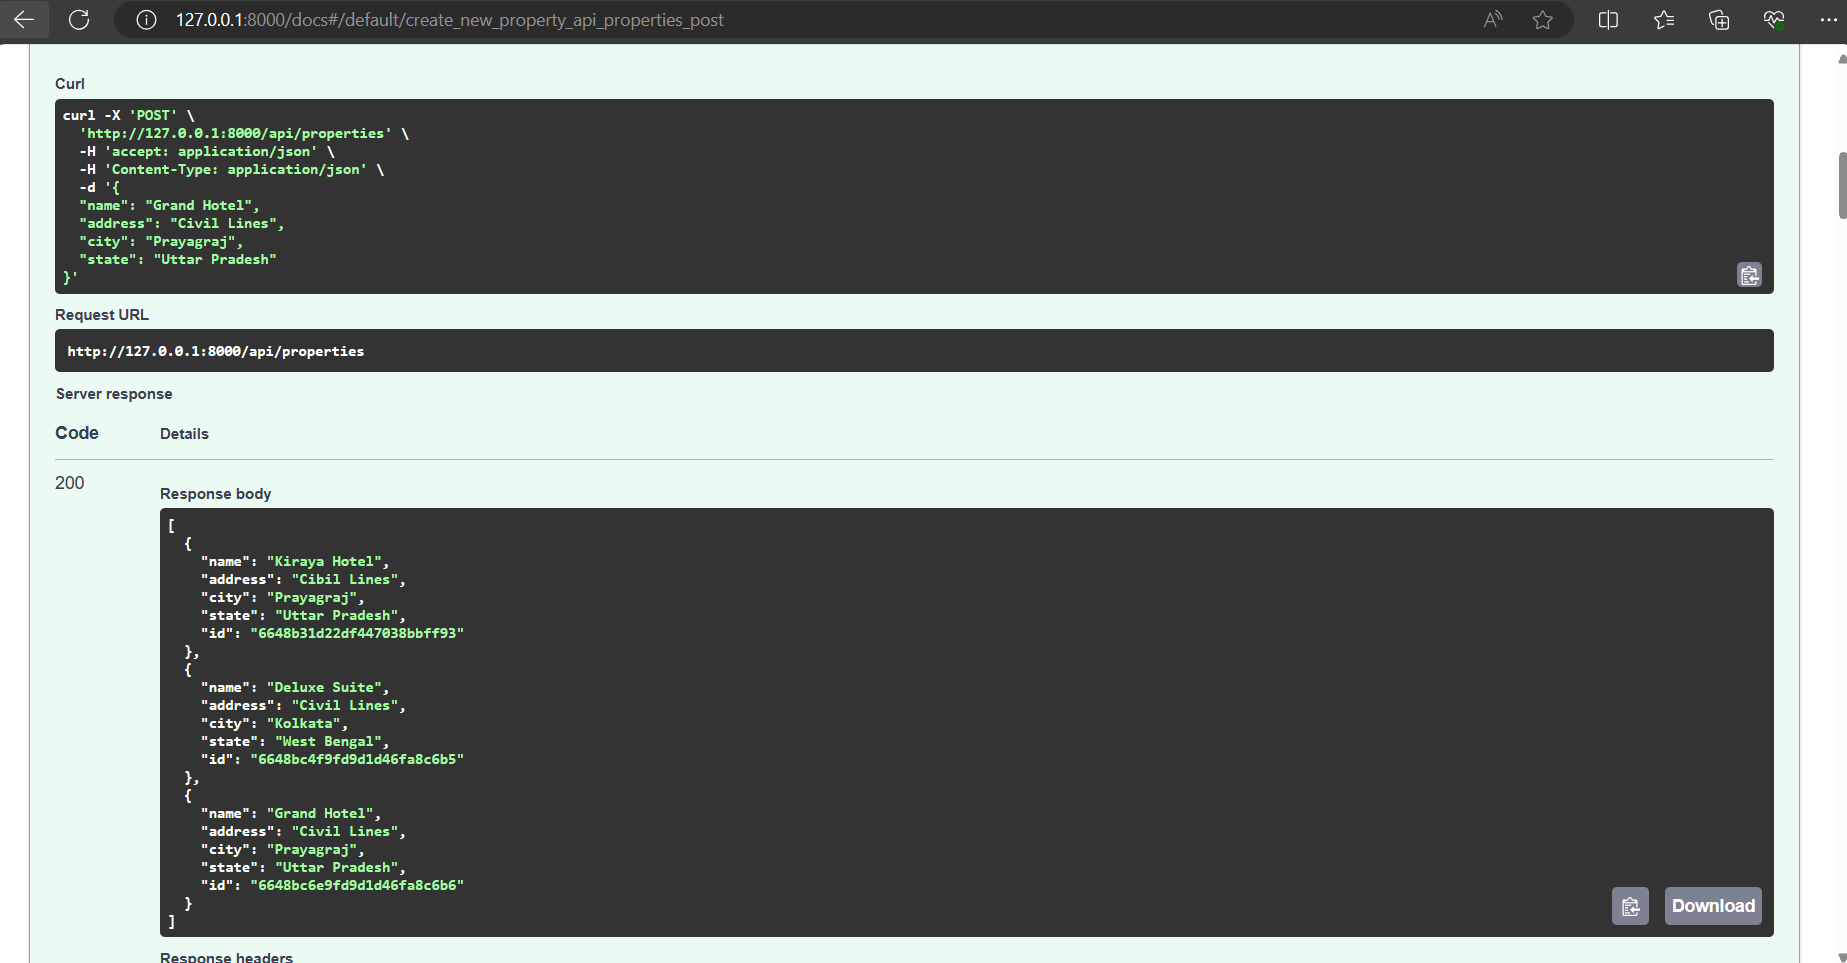 127.0.0.1:8000/docs#/default/create_new_property_api_properties_post
Curl
curl -X 'POST' \
  'http://127.0.0.1:8000/api/properties' \
  -H 'accept: application/json' \
  -H 'Content-Type: application/json' \
  -d '{
  "name": "Grand Hotel",
  "address": "Civil Lines",
  "city": "Prayagraj",
  "state": "Uttar Pradesh"
}'
Request URL
http://127.0.0.1:8000/api/properties
Server response
Code Details
200
Response body
[
  {
    "name": "Kiraya Hotel",
    "address": "Cibil Lines",
    "city": "Prayagraj",
    "state": "Uttar Pradesh",
    "id": "6648b31d22df447038bbff93"
  },
  {
    "name": "Deluxe Suite",
    "address": "Civil Lines",
    "city": "Kolkata",
    "state": "West Bengal",
    "id": "6648bc4f9fd9d1d46fa8c6b5"
  },
  {
    "name": "Grand Hotel",
    "address": "Civil Lines",
    "city": "Prayagraj",
    "state": "Uttar Pradesh",
    "id": "6648bc6e9fd9d1d46fa8c6b6"
  }
]
Download
Response headers